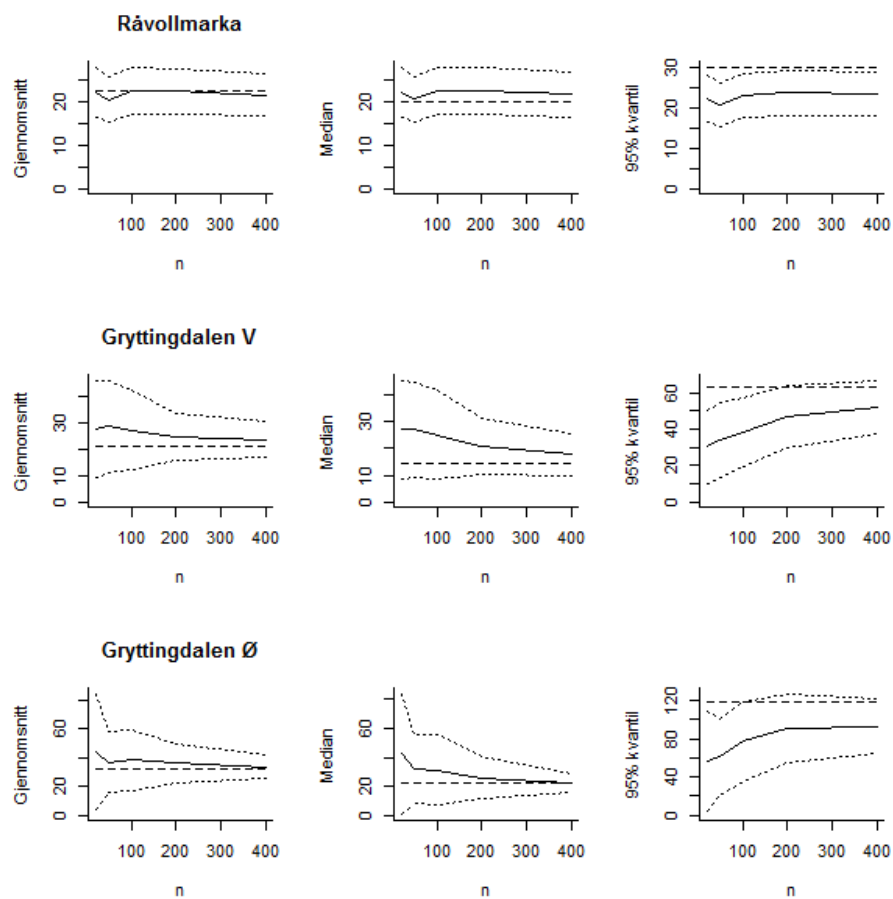 Råvollmarka
Gjennomsnitt
0 10 20
100 200 300 400
n
Median
0 10 20
100 200 300 400
n
95% kvantil
0 10 20 30
100 200 300 400
n
Gryttingdalen V
Gjennomsnitt
0 10 30
100 200 300 400
n
Median
0 10 30
100 200 300 400
n
95% kvantil
0 20 40 60
100 200 300 400
n
Gryttingdalen Ø
Gjennomsnitt
0 20 60
100 200 300 400
n
Median
0 20 60
100 200 300 400
n
95% kvantil
0 40 80 120
100 200 300 400
n